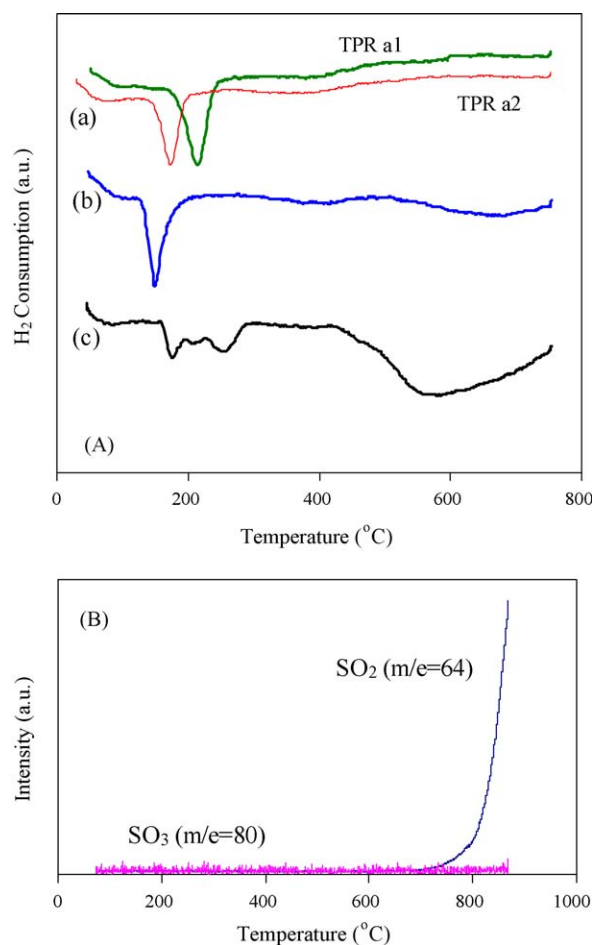 TPR a1
TPR a2
(a)
(b)
(c)
(A)
H₂ Consumption (a.u.)
0 200 400 600 800
Temperature (°C)
(B)
SO₂ (m/e=64)
SO₃ (m/e=80)
Intensity (a.u.)
0 200 400 600 800 1000
Temperature (°C)